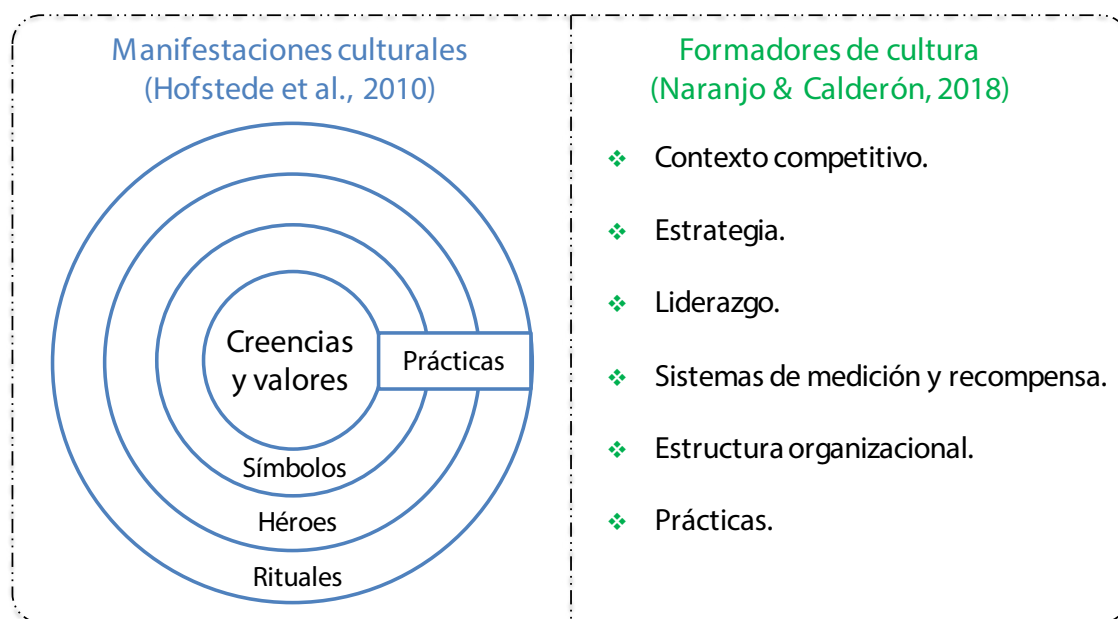 Manifestaciones culturales
(Hofstede et al., 2010)
Creencias
y valores
Prácticas
Símbolos
Héroes
Rituales
Formadores de cultura
(Naranjo & Calderón, 2018)
Contexto competitivo.
Estrategia.
Liderazgo.
Sistemas de medición y recompensa.
Estructura organizacional.
Prácticas.